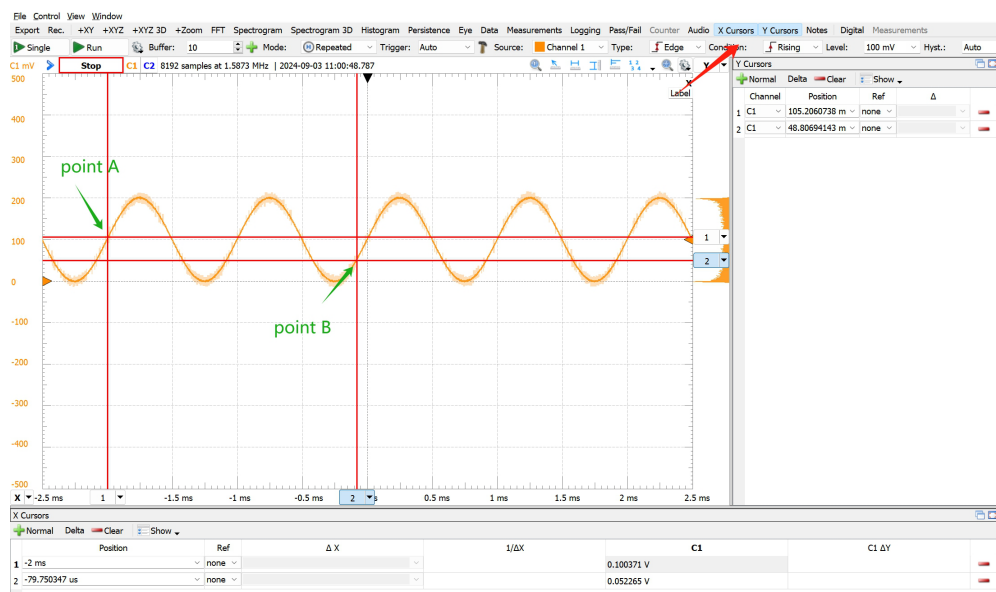 File Control View Window
Export Rec. +XY +XYZ +XYZ 3D +Zoom FFT Spectrogram Spectrogram 3D Histogram Persistence Eye Data Measurements Logging Pass/Fail Counter Audio X Cursors Y Cursors Notes Digital Measurements
Single Run Buffer: 10 Mode: Repeated Trigger: Auto Source: Channel 1 Type: Edge Condition: Rising Level: 100 mV Hyst.: Auto
C1 mV Stop C1 C2 8192 samples at 1.5873 MHz | 2024-09-03 11:00:48.787 Y
500
400
300
200
100
0
-100
-200
-300
-400
-500
X
Label
point A
point B
1
2
X -2.5 ms 1 -1.5 ms -1 ms -0.5 ms 2 s 0.5 ms 1 ms 1.5 ms 2 ms 2.5 ms
Y Cursors
Normal Delta Clear Show
Channel Position Ref Δ
1 C1 105.2060738 m none
2 C1 48.80694143 m none
X Cursors
Normal Delta Clear Show
Position Ref Δ X 1/ΔX C1 C1 ΔY
1 -2 ms none 0.100371 V
2 -79.750347 us none 0.052265 V